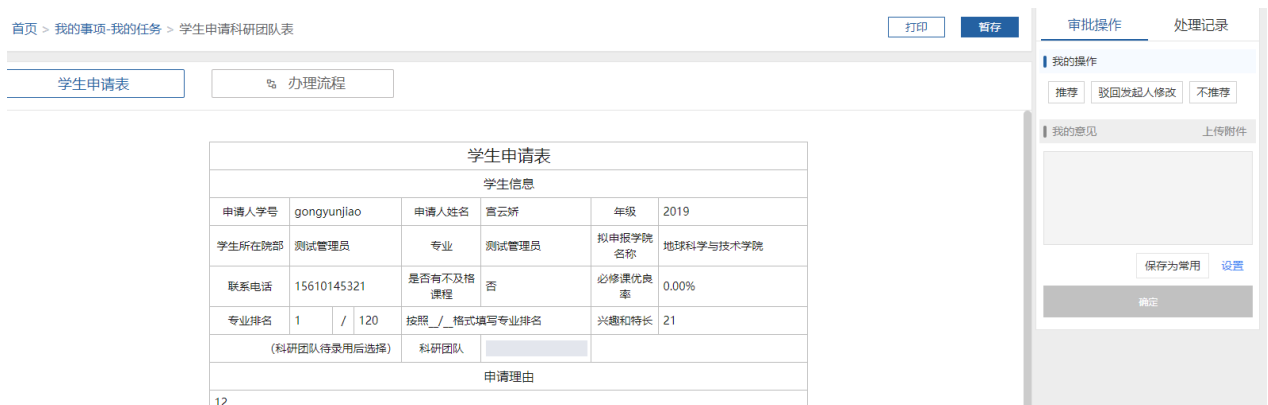 首页 > 我的事项-我的任务 > 学生申请科研团队表
打印
暂存
审批操作
处理记录
学生申请表
办理流程
我的操作
推荐
驳回发起人修改
不推荐
我的意见
上传附件
保存为常用
设置
确定
学生申请表
学生信息
申请人学号 gongyunjiao 申请人姓名 宫云娇 年级 2019
学生所在院部 测试管理员 专业 测试管理员 拟申报学院名称 地球科学与技术学院
联系电话 15610145321 是否有不及格课程 否 必修课优良率 0.00%
专业排名 1 / 120 按照_/_格式填写专业排名 兴趣和特长 21
(科研团队待录用后选择) 科研团队
申请理由
12